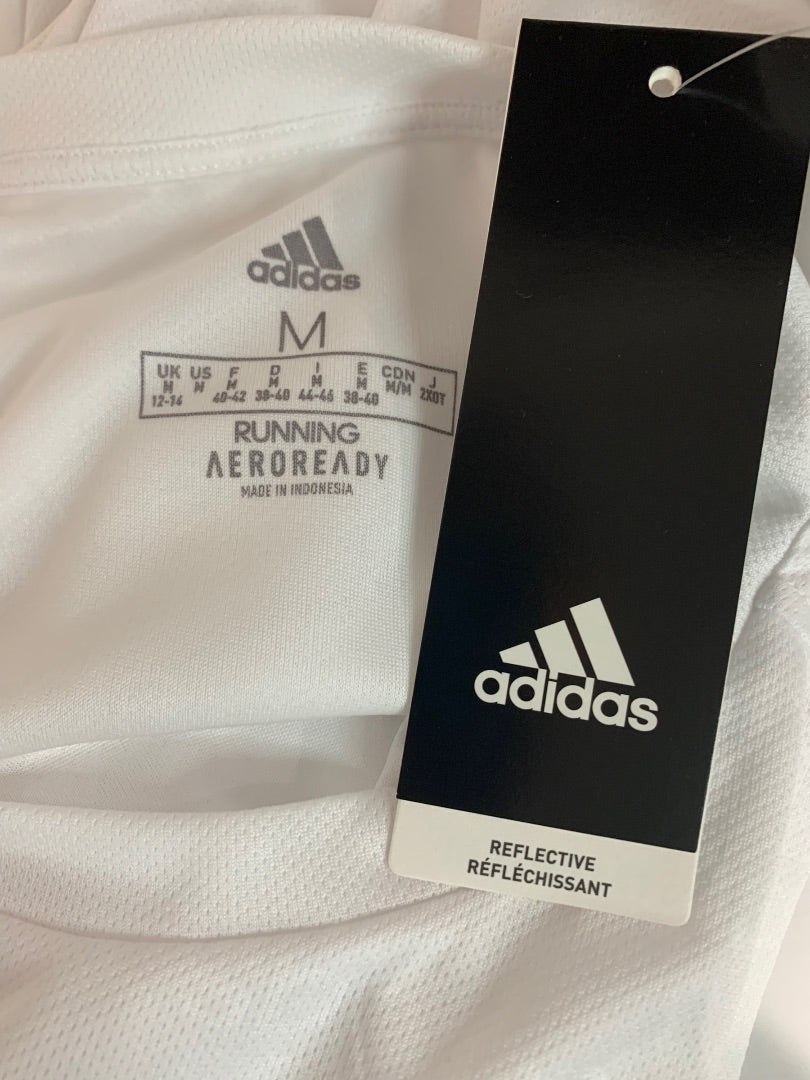 adidas
M
UK US F D I E CDN J
M M M M M M M/M 2XOT
12-14 40-42 38-40 44-46 38-40
RUNNING
AEROREADY
MADE IN INDONESIA
adidas
REFLECTIVE
RÉFLÉCHISSANT